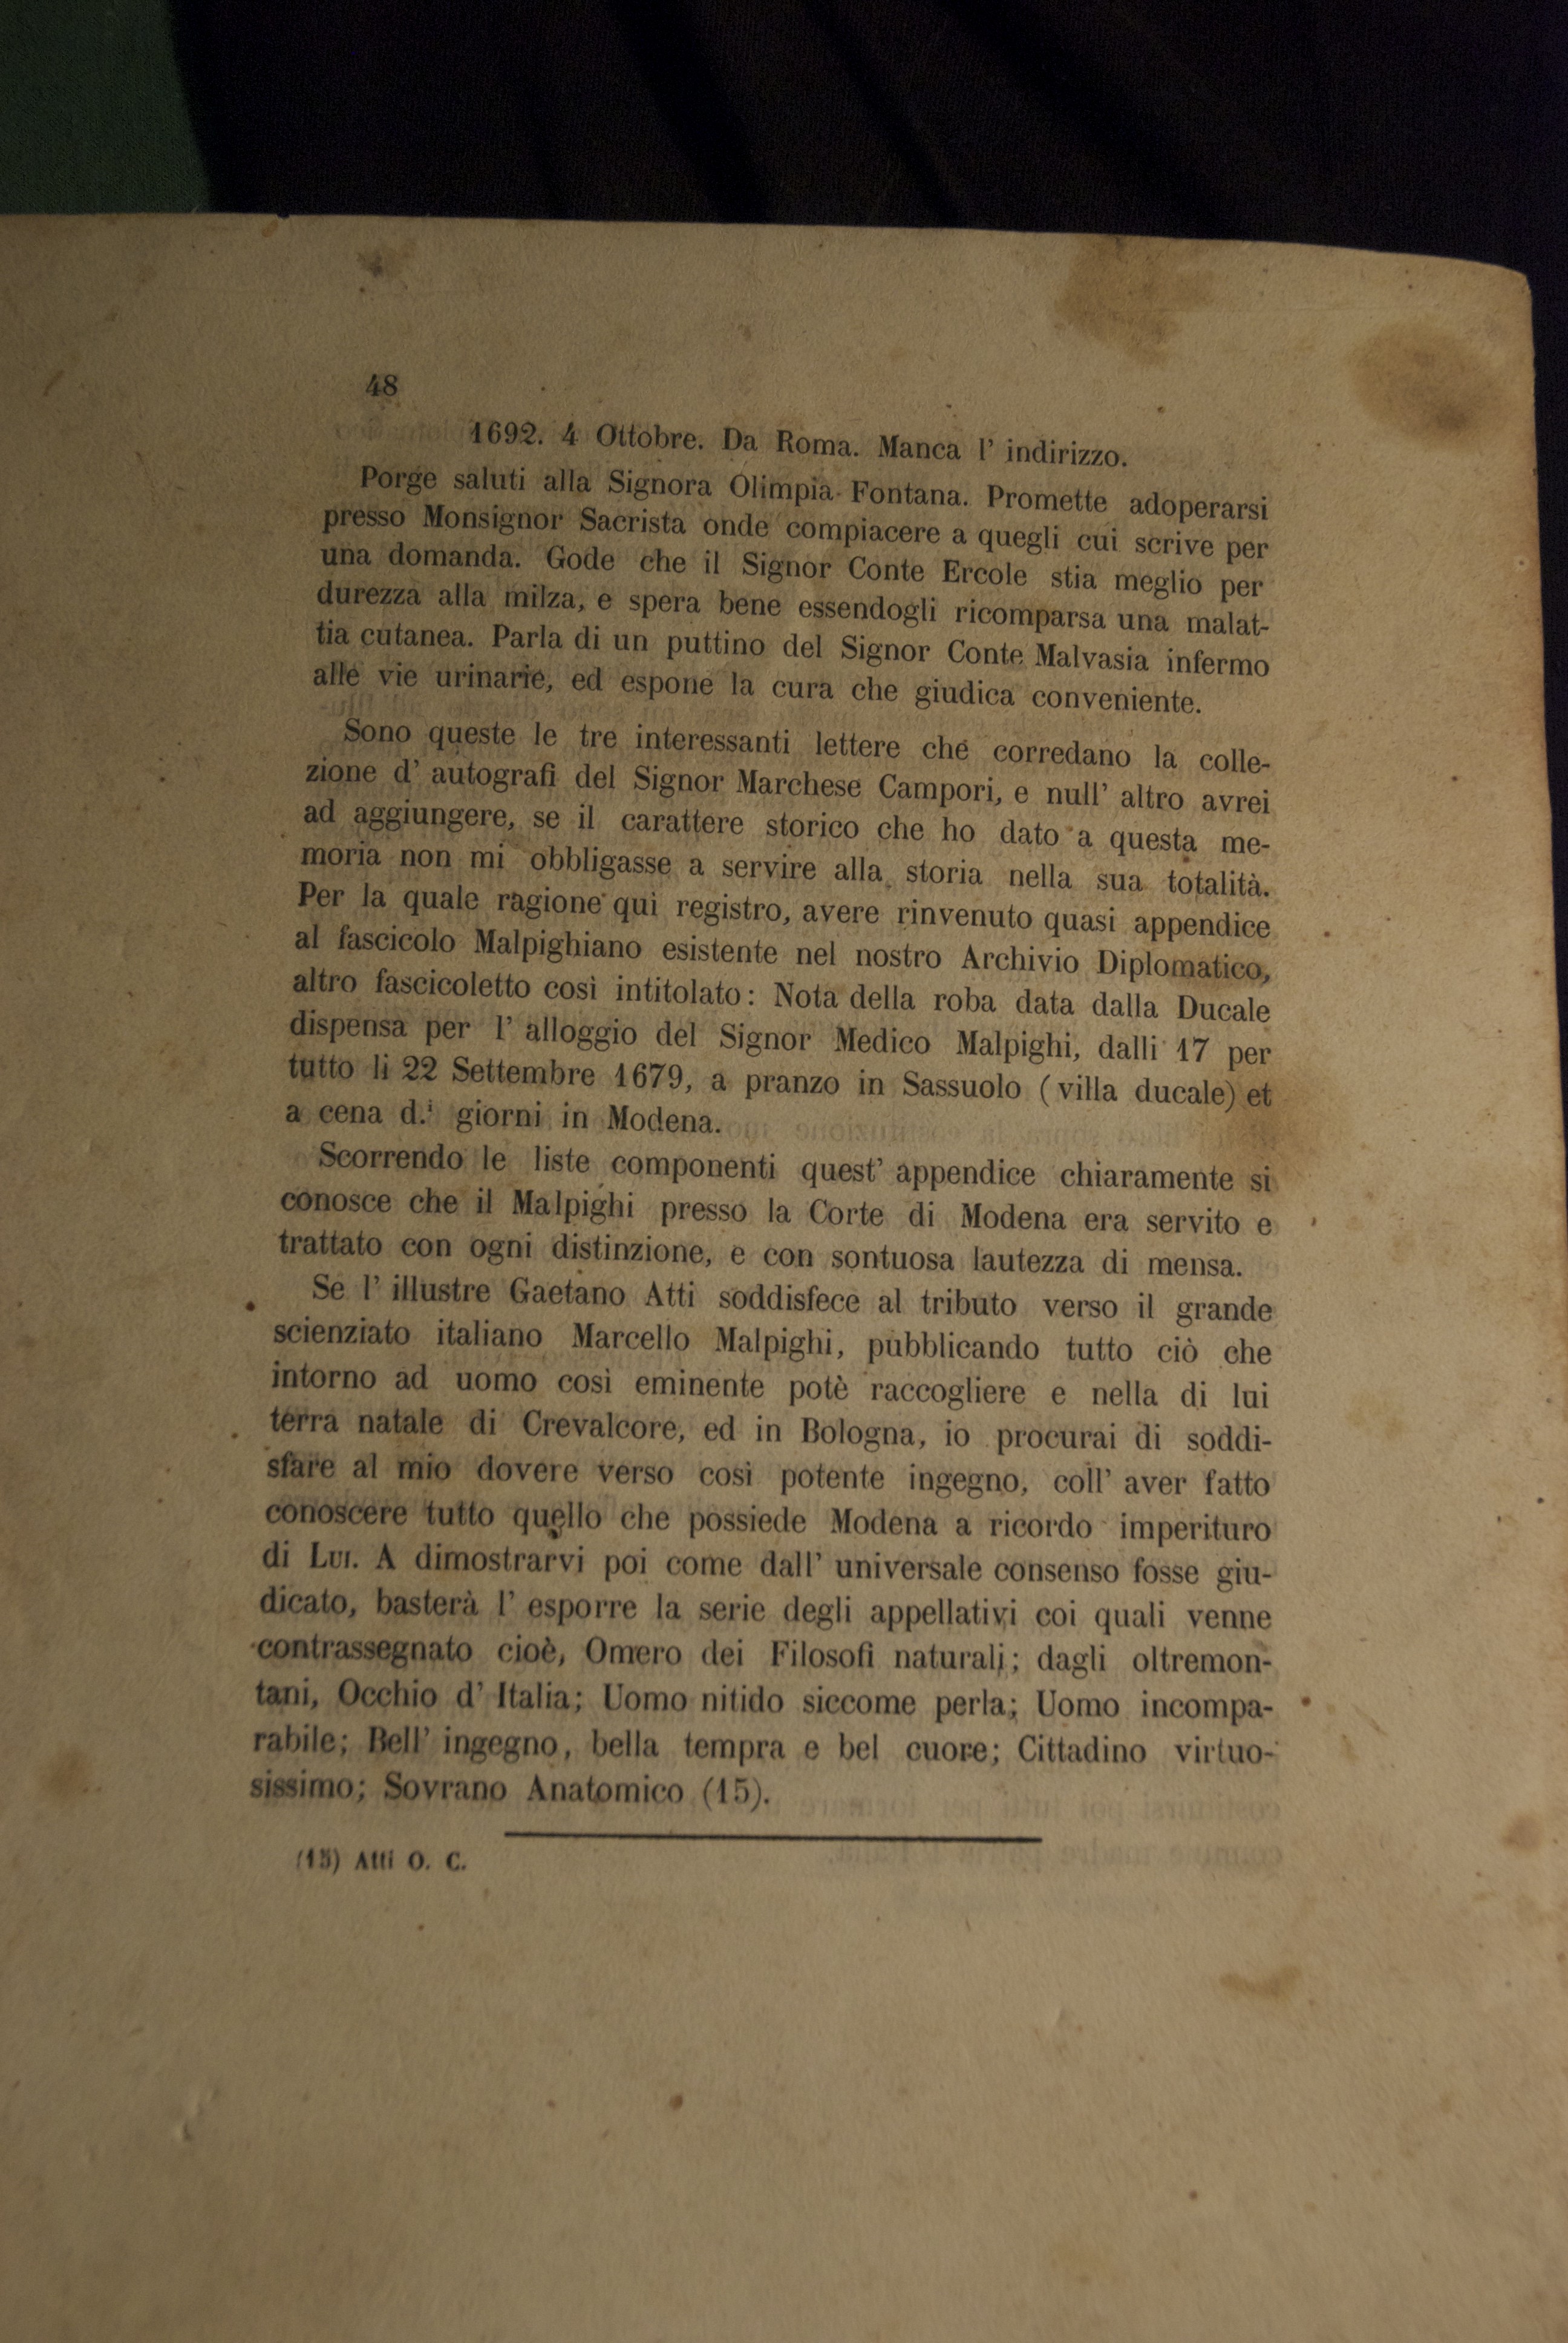 48
1692. 4 Ottobre. Da Roma. Manca l' indirizzo.
Porge saluti alla Signora Olimpia Fontana. Promette adoperarsi
presso Monsignor Sacrista onde compiacere a quegli cui scrive per
una domanda. Gode che il Signor Conte Ercole stia meglio per
durezza alla milza, e spera bene essendogli ricomparsa una malat-
tia cutanea. Parla di un puttino del Signor Conte Malvasia infermo
alle vie urinarie, ed espone la cura che giudica conveniente.
Sono queste le tre interessanti lettere che corredano la colle-
zione d' autografi del Signor Marchese Campori, e null' altro avrei
ad aggiungere, se il carattere storico che ho dato a questa me-
moria non mi obbligasse a servire alla storia nella sua totalità.
Per la quale ragione qui registro, avere rinvenuto quasi appendice
al fascicolo Malpighiano esistente nel nostro Archivio Diplomatico,
altro fascicoletto così intitolato: Nota della roba data dalla Ducale
dispensa per l' alloggio del Signor Medico Malpighi, dalli 17 per
tutto li 22 Settembre 1679, a pranzo in Sassuolo (villa ducale) et
a cena d.i giorni in Modena.
Scorrendo le liste componenti quest' appendice chiaramente si
conosce che il Malpighi presso la Corte di Modena era servito e
trattato con ogni distinzione, e con sontuosa lautezza di mensa.
Se l' illustre Gaetano Atti soddisfece al tributo verso il grande
scienziato italiano Marcello Malpighi, pubblicando tutto ciò che
intorno ad uomo così eminente potè raccogliere e nella di lui
terra natale di Crevalcore, ed in Bologna, io procurai di soddi-
sfare al mio dovere verso così potente ingegno, coll' aver fatto
conoscere tutto quello che possiede Modena a ricordo imperituro
di Lui. A dimostrarvi poi come dall' universale consenso fosse giu-
dicato, basterà l' esporre la serie degli appellativi coi quali venne
contrassegnato cioè, Omero dei Filosofi naturali; dagli oltremon-
tani, Occhio d' Italia; Uomo nitido siccome perla; Uomo incompa-
rabile; Bell' ingegno, bella tempra e bel cuore; Cittadino virtuo-
sissimo; Sovrano Anatomico (15).
(15) Atti O. C.